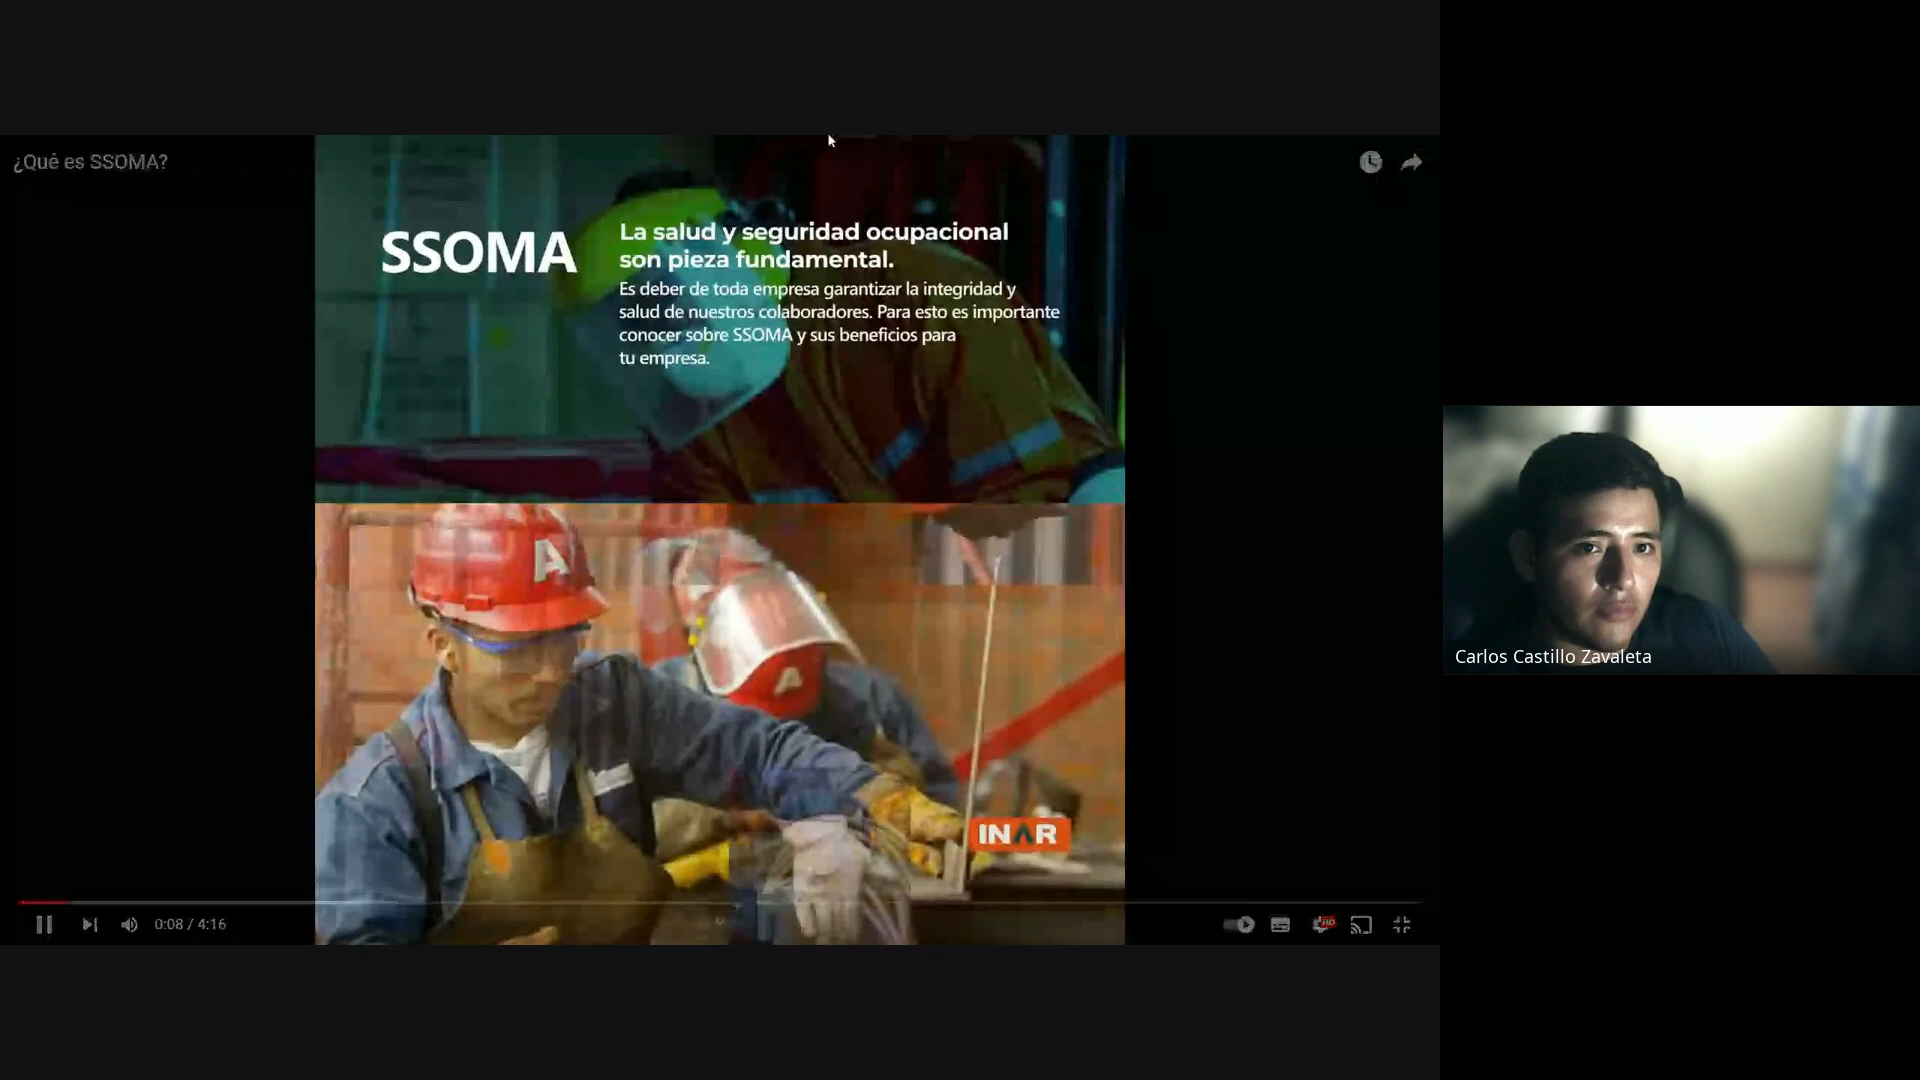 ¿Qué es SSOMA?
SSOMA
La salud y seguridad ocupacional
son pieza fundamental.
Es deber de toda empresa garantizar la integridad y
salud de nuestros colaboradores. Para esto es importante
conocer sobre SSOMA y sus beneficios para
tu empresa.
A
A
INAR
0:08 / 4:16
Carlos Castillo Zavaleta